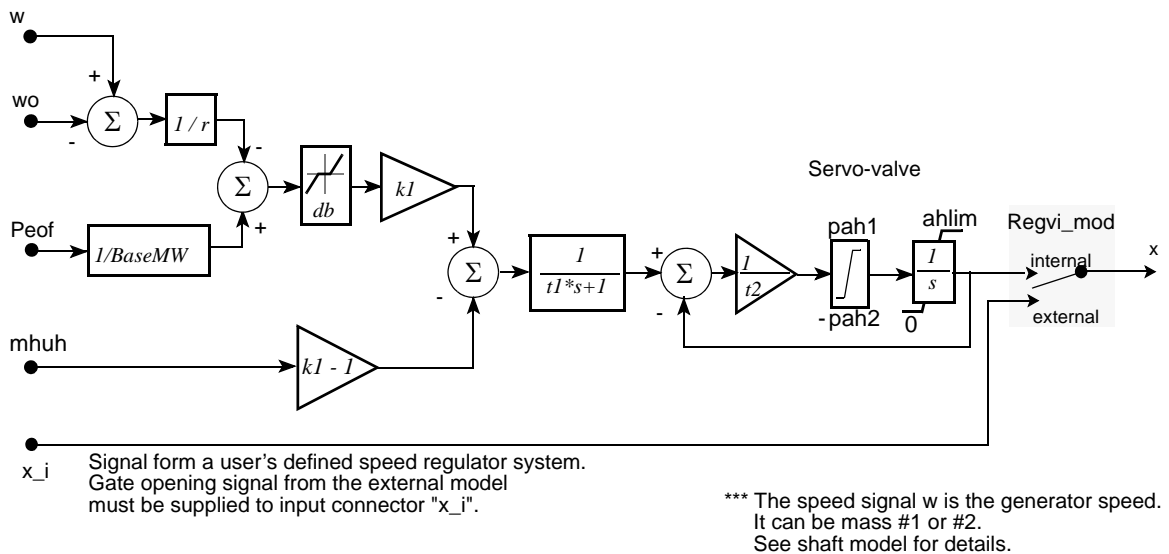 w
+
wo
-
Σ
1 / r
-
Σ
+
Peof
1/BaseMW
db
k1
+
-
Σ
mhuh
k1 - 1
1
t1*s+1
+
-
Σ
1
t2
Servo-valve
pah1
-pah2
ahlim
1
s
0
Regvi_mod
internal
external
x
x_i
Signal form a user's defined speed regulator system.
Gate opening signal from the external model
must be supplied to input connector "x_i".
*** The speed signal w is the generator speed.
It can be mass #1 or #2.
See shaft model for details.